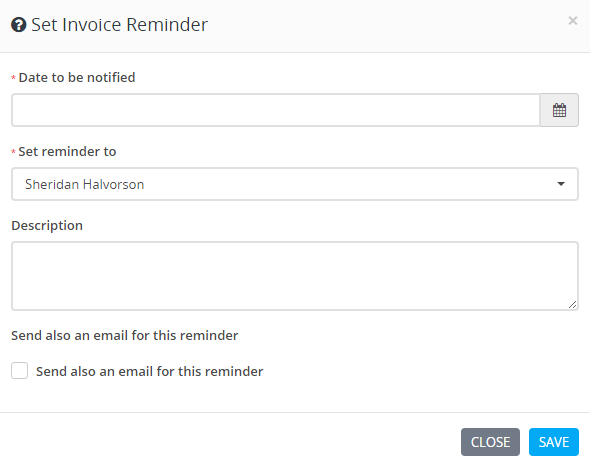 Set Invoice Reminder
×
* Date to be notified
* Set reminder to
Sheridan Halvorson
Description
Send also an email for this reminder
Send also an email for this reminder
CLOSE SAVE